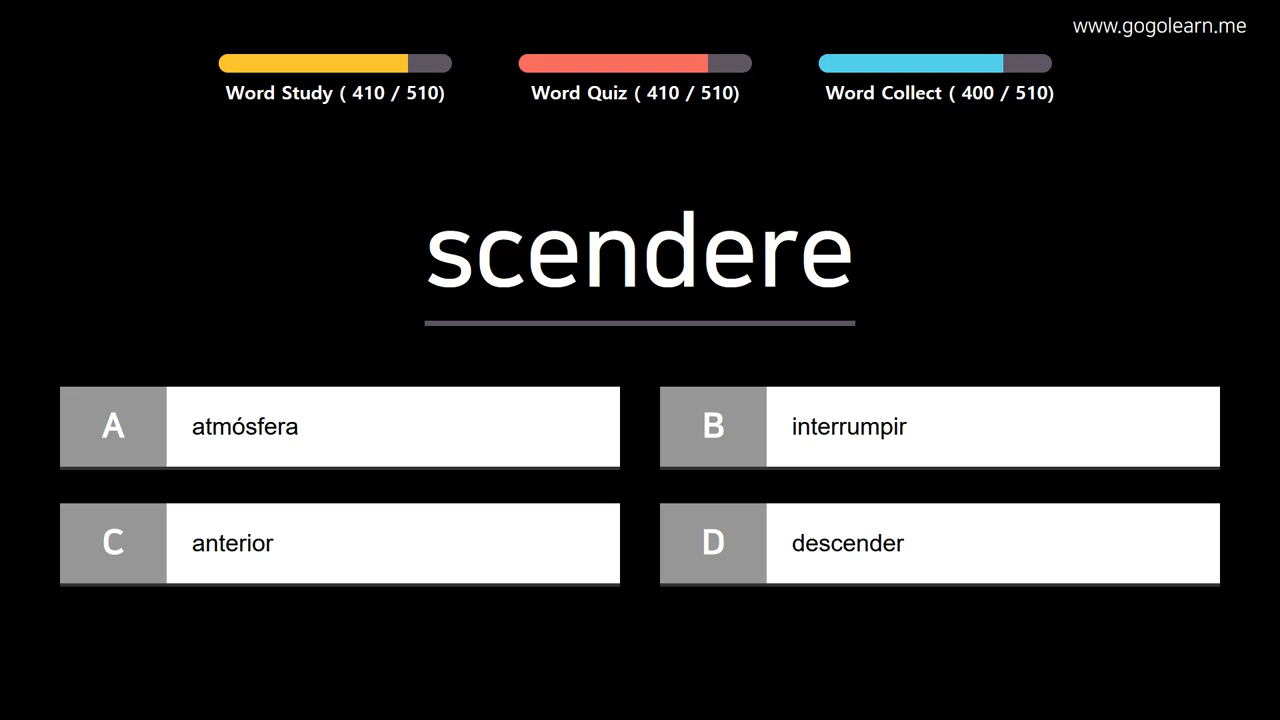 www.gogolearn.me
Word Study ( 410 / 510)
Word Quiz ( 410 / 510)
Word Collect ( 400 / 510)
scendere
A atmósfera
B interrumpir
C anterior
D descender